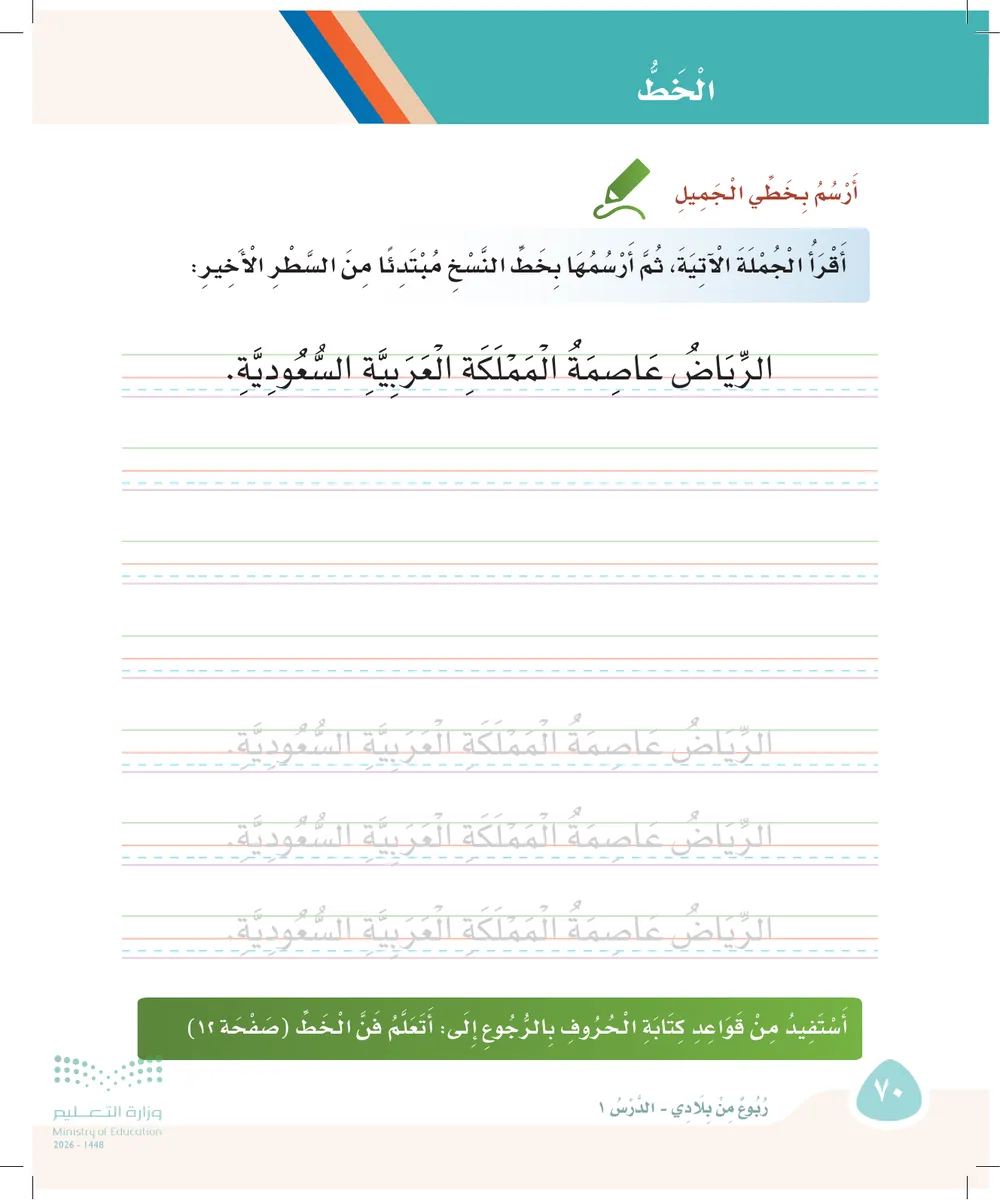 الْخَطُّ
أَرْسُمُ بِخَطِّي الْجَمِيلِ
أَقْرَأُ الْجُمْلَةَ الْآتِيَةَ، ثُمَّ أَرْسُمُهَا بِخَطِّ النَّسْخِ مُبْتَدِئًا مِنَ السَّطْرِ الْأَخِيرِ:
الرِّيَاضُ عَاصِمَةُ الْمَمْلَكَةِ الْعَرَبِيَّةِ السُّعُودِيَّةِ.
الرِّيَاضُ عَاصِمَةُ الْمَمْلَكَةِ الْعَرَبِيَّةِ السُّعُودِيَّةِ.
الرِّيَاضُ عَاصِمَةُ الْمَمْلَكَةِ الْعَرَبِيَّةِ السُّعُودِيَّةِ.
الرِّيَاضُ عَاصِمَةُ الْمَمْلَكَةِ الْعَرَبِيَّةِ السُّعُودِيَّةِ.
أَسْتَفِيدُ مِنْ قَوَاعِدِ كِتَابَةِ الْحُرُوفِ بِالرُّجُوعِ إِلَى: أَتَعَلَّمُ فَنَّ الْخَطِّ (صَفْحَة ١٢)
٧٠
رُبُوعٌ مِنْ بِلَادِي - الدَّرْسُ ١
وزارة التعليم
Ministry of Education
2026 - 1448